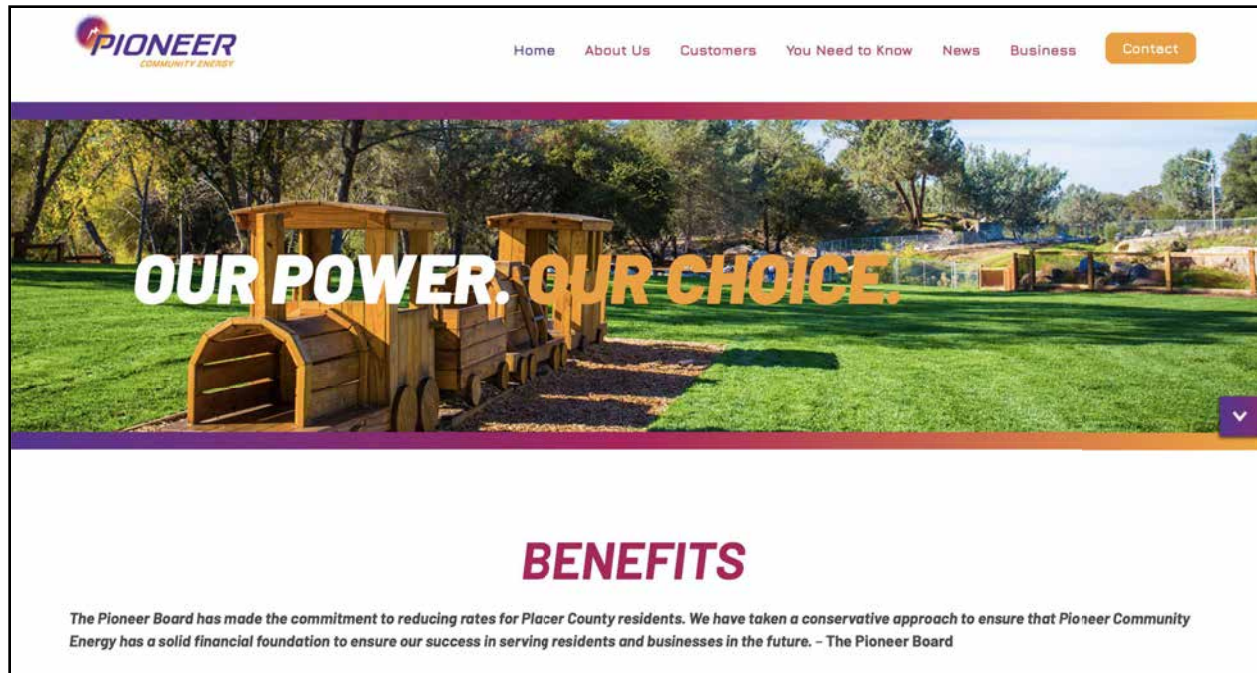 PIONEER
COMMUNITY ENERGY
Home About Us Customers You Need to Know News Business Contact
OUR POWER. OUR CHOICE.
BENEFITS
The Pioneer Board has made the commitment to reducing rates for Placer County residents. We have taken a conservative approach to ensure that Pioneer Community
Energy has a solid financial foundation to ensure our success in serving residents and businesses in the future. – The Pioneer Board